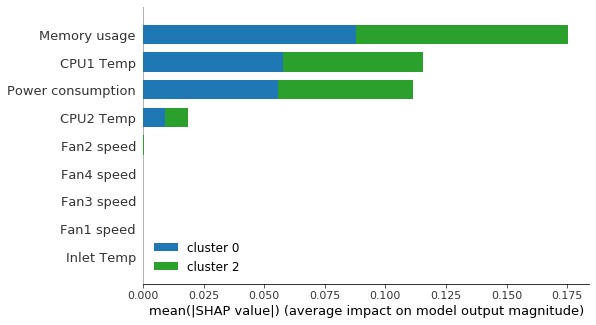 Memory usage
CPU1 Temp
Power consumption
CPU2 Temp
Fan2 speed
Fan4 speed
Fan3 speed
Fan1 speed
Inlet Temp
cluster 0
cluster 2
0.000 0.025 0.050 0.075 0.100 0.125 0.150 0.175
mean(|SHAP value|) (average impact on model output magnitude)